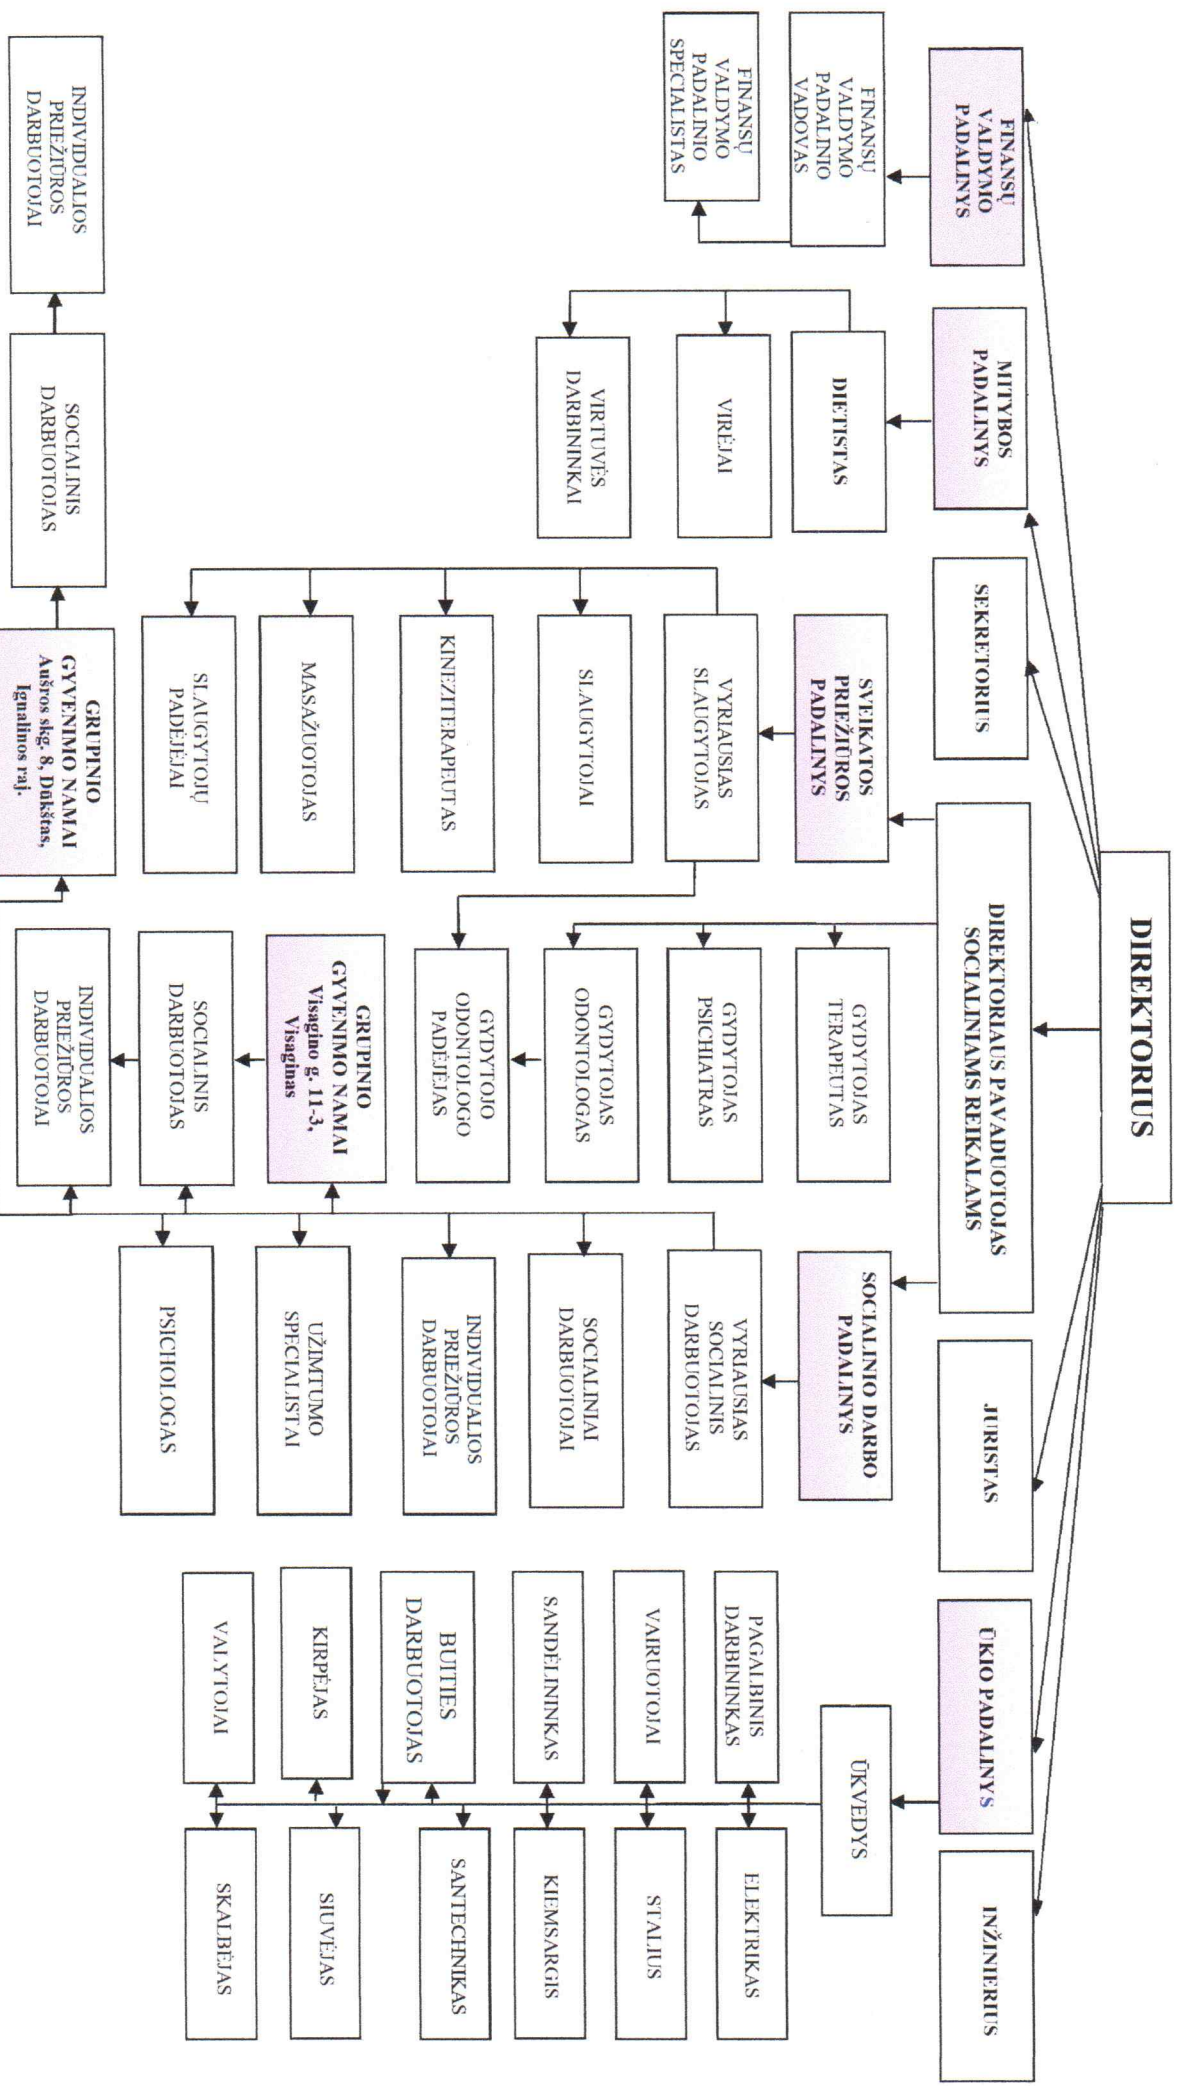 DIREKTORIUS
FINANSŲ
VALDYMO
PADALINYS
MITYBOS
PADALINYS
SEKRETORIUS
DIREKTORIAUS PAVADUOTOJAS
SOCIALINIAMS REIKALAMS
JURISTAS
ŪKIO PADALINYS
INŽINIERIUS
FINANSŲ
VALDYMO
PADALINIO
VADOVAS
FINANSŲ
VALDYMO
PADALINIO
SPECIALISTAS
DIETISTAS
VIRĖJAI
VIRTUVĖS
DARBININKAI
SVEIKATOS
PRIEŽIŪROS
PADALINYS
VYRIAUSIAS
SLAUGYTOJAS
SLAUGYTOJAI
KINEZITERAPEUTAS
MASAŽUOTOJAS
SLAUGYTOJŲ
PADĖJĖJAI
GYDYTOJAS
TERAPEUTAS
GYDYTOJAS
PSICHIATRAS
GYDYTOJAS
ODONTOLOGAS
GYDYTOJO
ODONTOLOGO
PADĖJĖJAS
SOCIALINIO DARBO
PADALINYS
VYRIAUSIAS
SOCIALINIS
DARBUOTOJAS
SOCIALINIAI
DARBUOTOJAI
INDIVIDUALIOS
PRIEŽIŪROS
DARBUOTOJAI
UŽIMTUMO
SPECIALISTAI
PSICHOLOGAS
GRUPINIO
GYVENIMO NAMAI
Visagino g. 11-3,
Visaginas
SOCIALINIS
DARBUOTOJAS
INDIVIDUALIOS
PRIEŽIŪROS
DARBUOTOJAI
GRUPINIO
GYVENIMO NAMAI
Aušros skg. 8, Dūkštas,
Ignalinos raj.
SOCIALINIS
DARBUOTOJAS
INDIVIDUALIOS
PRIEŽIŪROS
DARBUOTOJAI
ŪKVEDYS
PAGALBINIS
DARBININKAS
ELEKTRIKAS
VAIRUOTOJAI
STALIUS
SANDĖLININKAS
KIEMSARGIS
BUITIES
DARBUOTOJAS
SANTECHNIKAS
KIRPĖJAS
SIUVĖJAS
VALYTOJAI
SKALBĖJAS